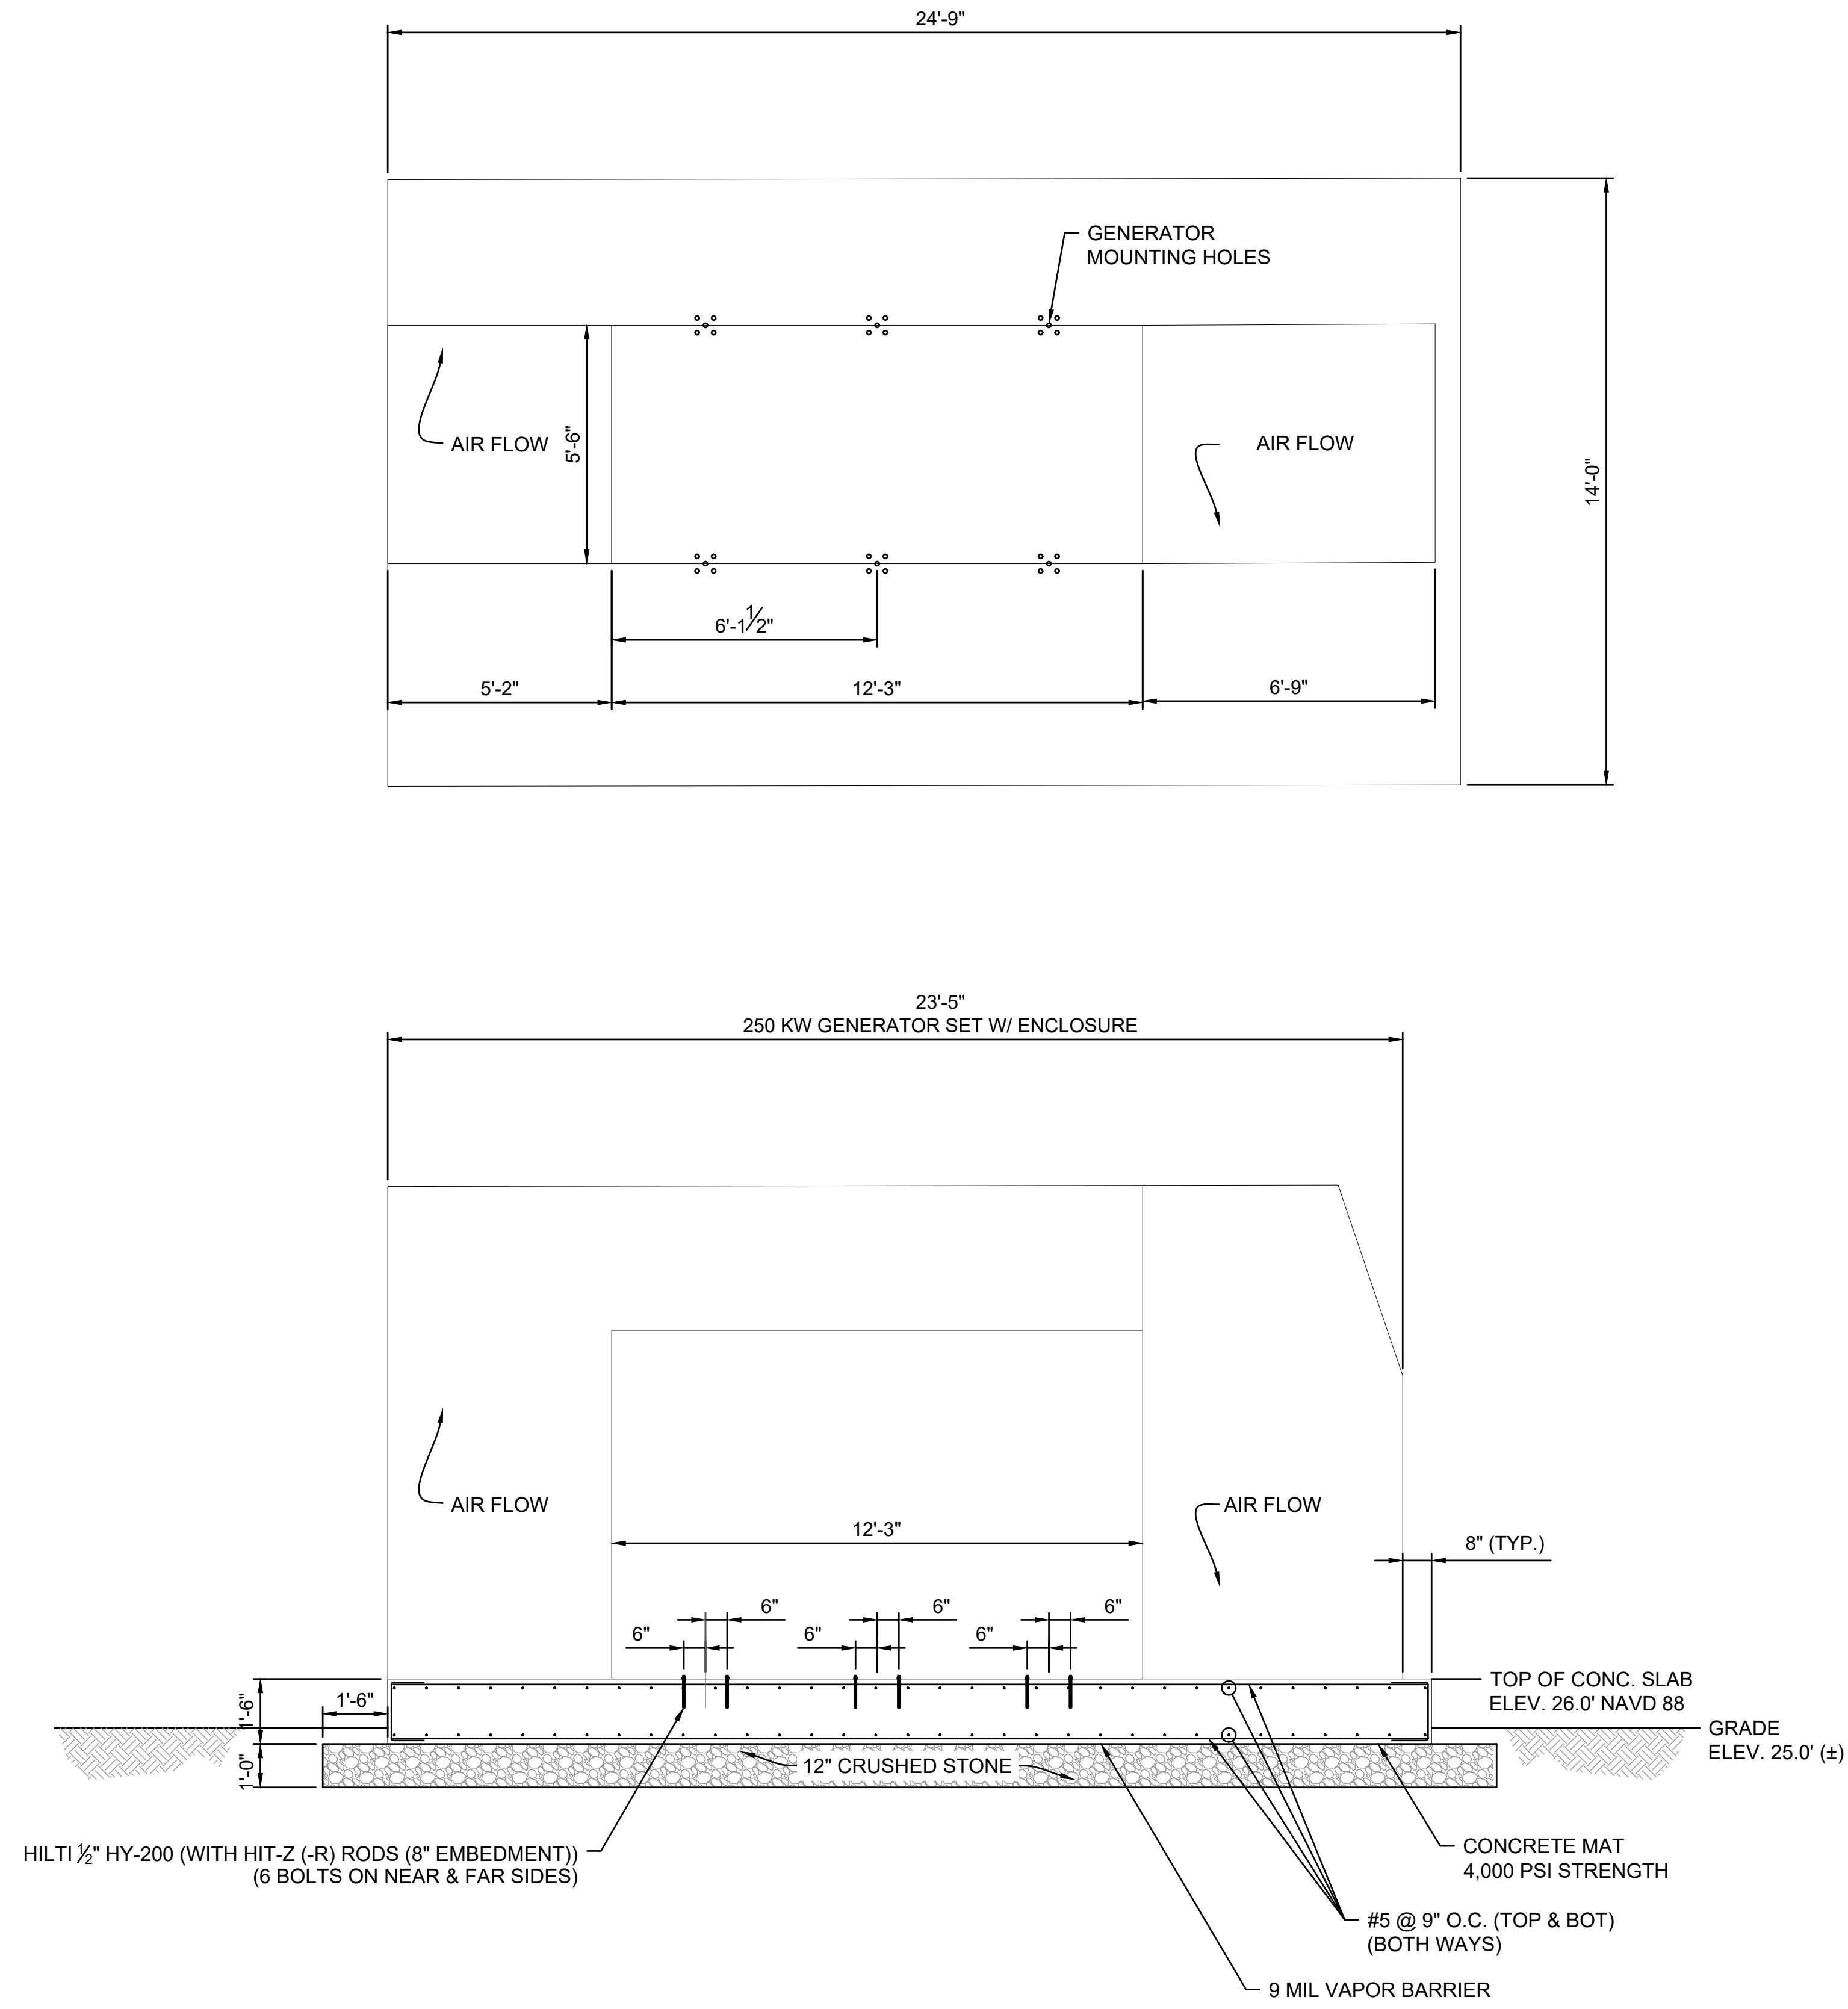 24'-9"
GENERATOR
MOUNTING HOLES
AIR FLOW
5'-6"
AIR FLOW
14'-0"
6'-1½"
5'-2"
12'-3"
6'-9"
23'-5"
250 KW GENERATOR SET W/ ENCLOSURE
AIR FLOW
AIR FLOW
12'-3"
8" (TYP.)
6"
6"
6"
6"
6"
6"
1'-6"
1'-6"
TOP OF CONC. SLAB
ELEV. 26.0' NAVD 88
GRADE
ELEV. 25.0' (±)
1'-0"
12" CRUSHED STONE
HILTI ½" HY-200 (WITH HIT-Z (-R) RODS (8" EMBEDMENT))
(6 BOLTS ON NEAR & FAR SIDES)
CONCRETE MAT
4,000 PSI STRENGTH
#5 @ 9" O.C. (TOP & BOT)
(BOTH WAYS)
9 MIL VAPOR BARRIER